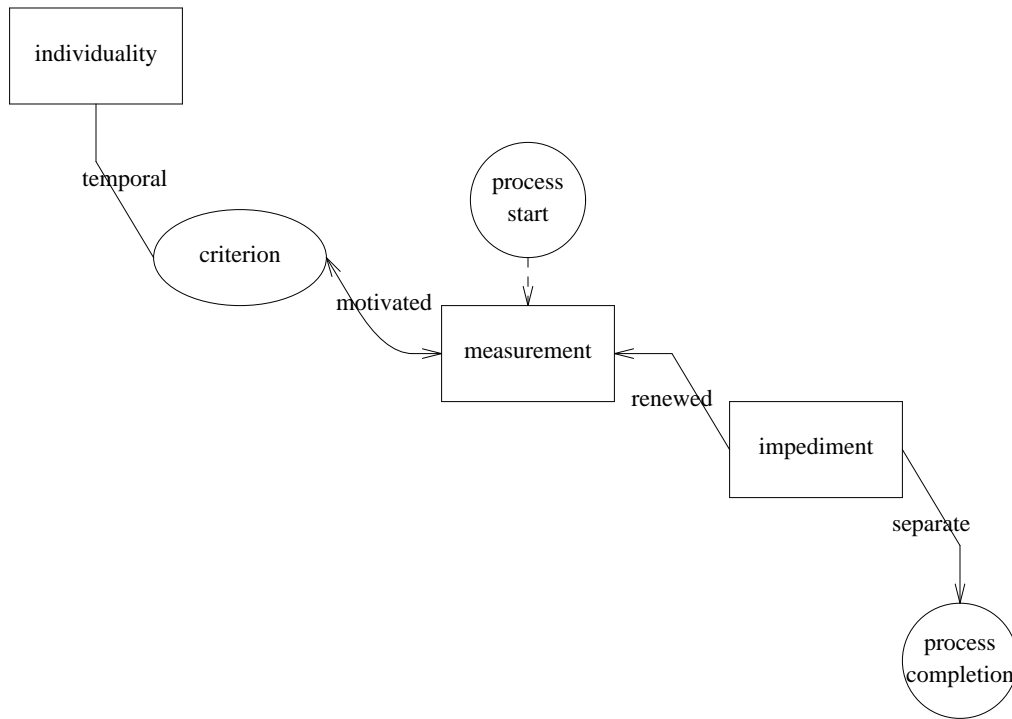 individuality
temporal
process
start
criterion
motivated
measurement
renewed
impediment
separate
process
completion